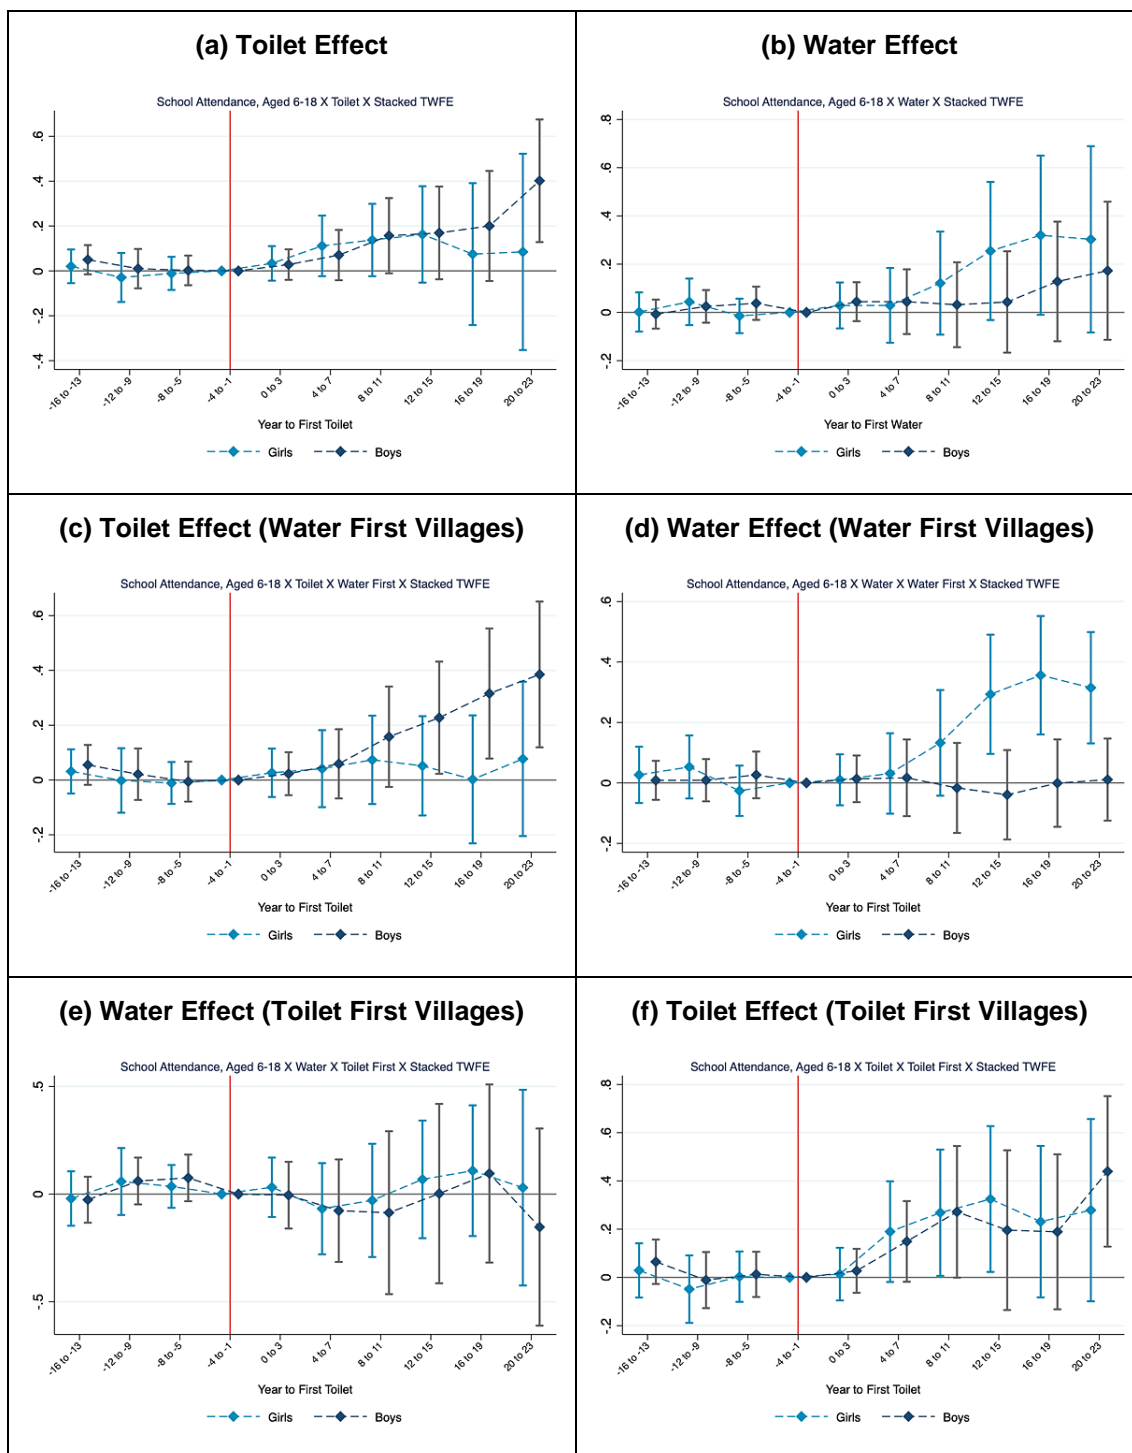 (a) Toilet Effect
School Attendance, Aged 6-18 X Toilet X Stacked TWFE
.6
.4
.2
0
-.2
-.4
-16 to -13
-12 to -9
-8 to -5
-4 to -1
0 to 3
4 to 7
8 to 11
12 to 15
16 to 19
20 to 23
Year to First Toilet
Girls Boys
(b) Water Effect
School Attendance, Aged 6-18 X Water X Stacked TWFE
.8
.6
.4
.2
0
-.2
-16 to -13
-12 to -9
-8 to -5
-4 to -1
0 to 3
4 to 7
8 to 11
12 to 15
16 to 19
20 to 23
Year to First Water
Girls Boys
(c) Toilet Effect (Water First Villages)
School Attendance, Aged 6-18 X Toilet X Water First X Stacked TWFE
.6
.4
.2
0
-.2
-16 to -13
-12 to -9
-8 to -5
-4 to -1
0 to 3
4 to 7
8 to 11
12 to 15
16 to 19
20 to 23
Year to First Toilet
Girls Boys
(d) Water Effect (Water First Villages)
School Attendance, Aged 6-18 X Water X Water First X Stacked TWFE
.6
.4
.2
0
-.2
-16 to -13
-12 to -9
-8 to -5
-4 to -1
0 to 3
4 to 7
8 to 11
12 to 15
16 to 19
20 to 23
Year to First Toilet
Girls Boys
(e) Water Effect (Toilet First Villages)
School Attendance, Aged 6-18 X Water X Toilet First X Stacked TWFE
.5
0
-.5
-16 to -13
-12 to -9
-8 to -5
-4 to -1
0 to 3
4 to 7
8 to 11
12 to 15
16 to 19
20 to 23
Year to First Toilet
Girls Boys
(f) Toilet Effect (Toilet First Villages)
School Attendance, Aged 6-18 X Toilet X Toilet First X Stacked TWFE
.8
.6
.4
.2
0
-.2
-16 to -13
-12 to -9
-8 to -5
-4 to -1
0 to 3
4 to 7
8 to 11
12 to 15
16 to 19
20 to 23
Year to First Toilet
Girls Boys